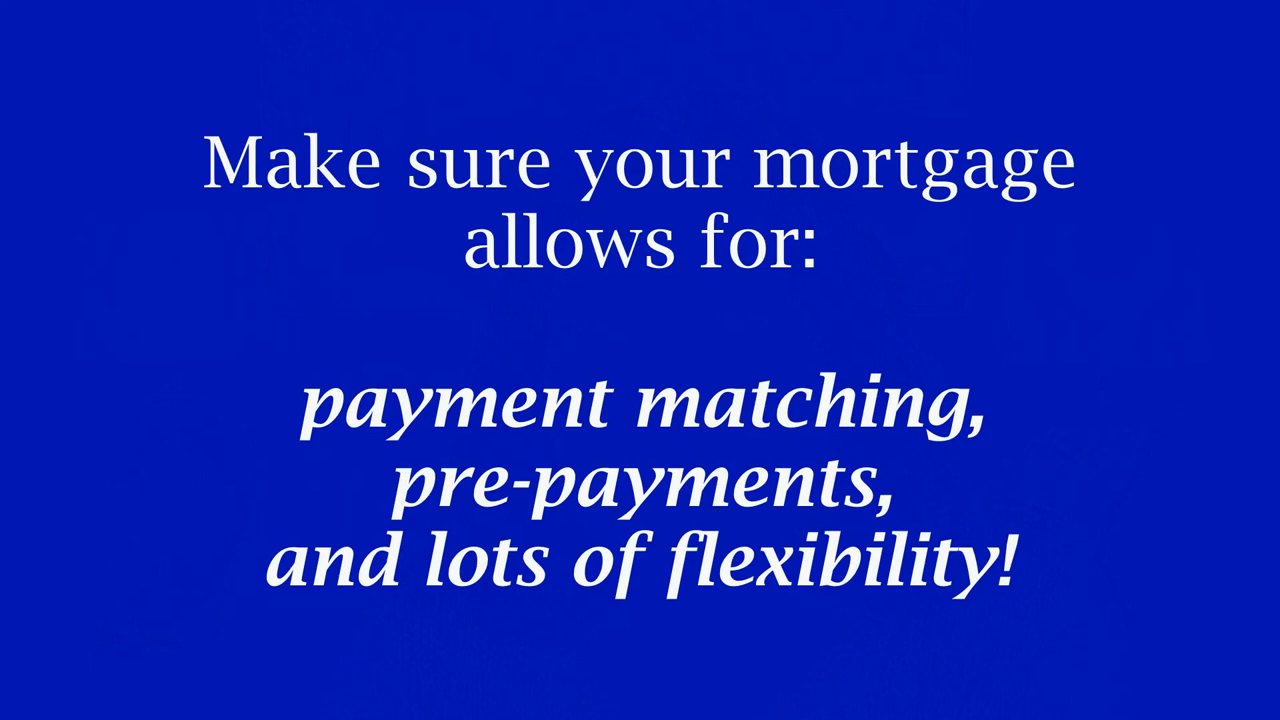 Make sure your mortgage
allows for:
payment matching,
pre-payments,
and lots of flexibility!